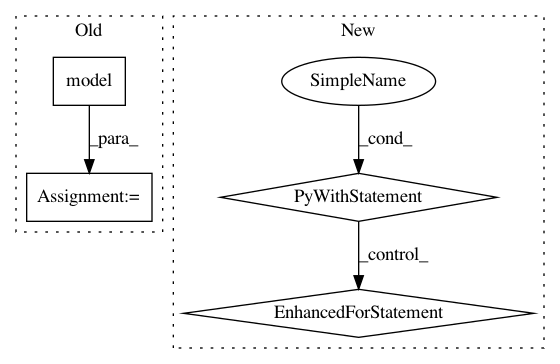 Old
New
model
SimpleName
_para_
_cond_
Assignment:=
PyWithStatement
_control_
EnhancedForStatement